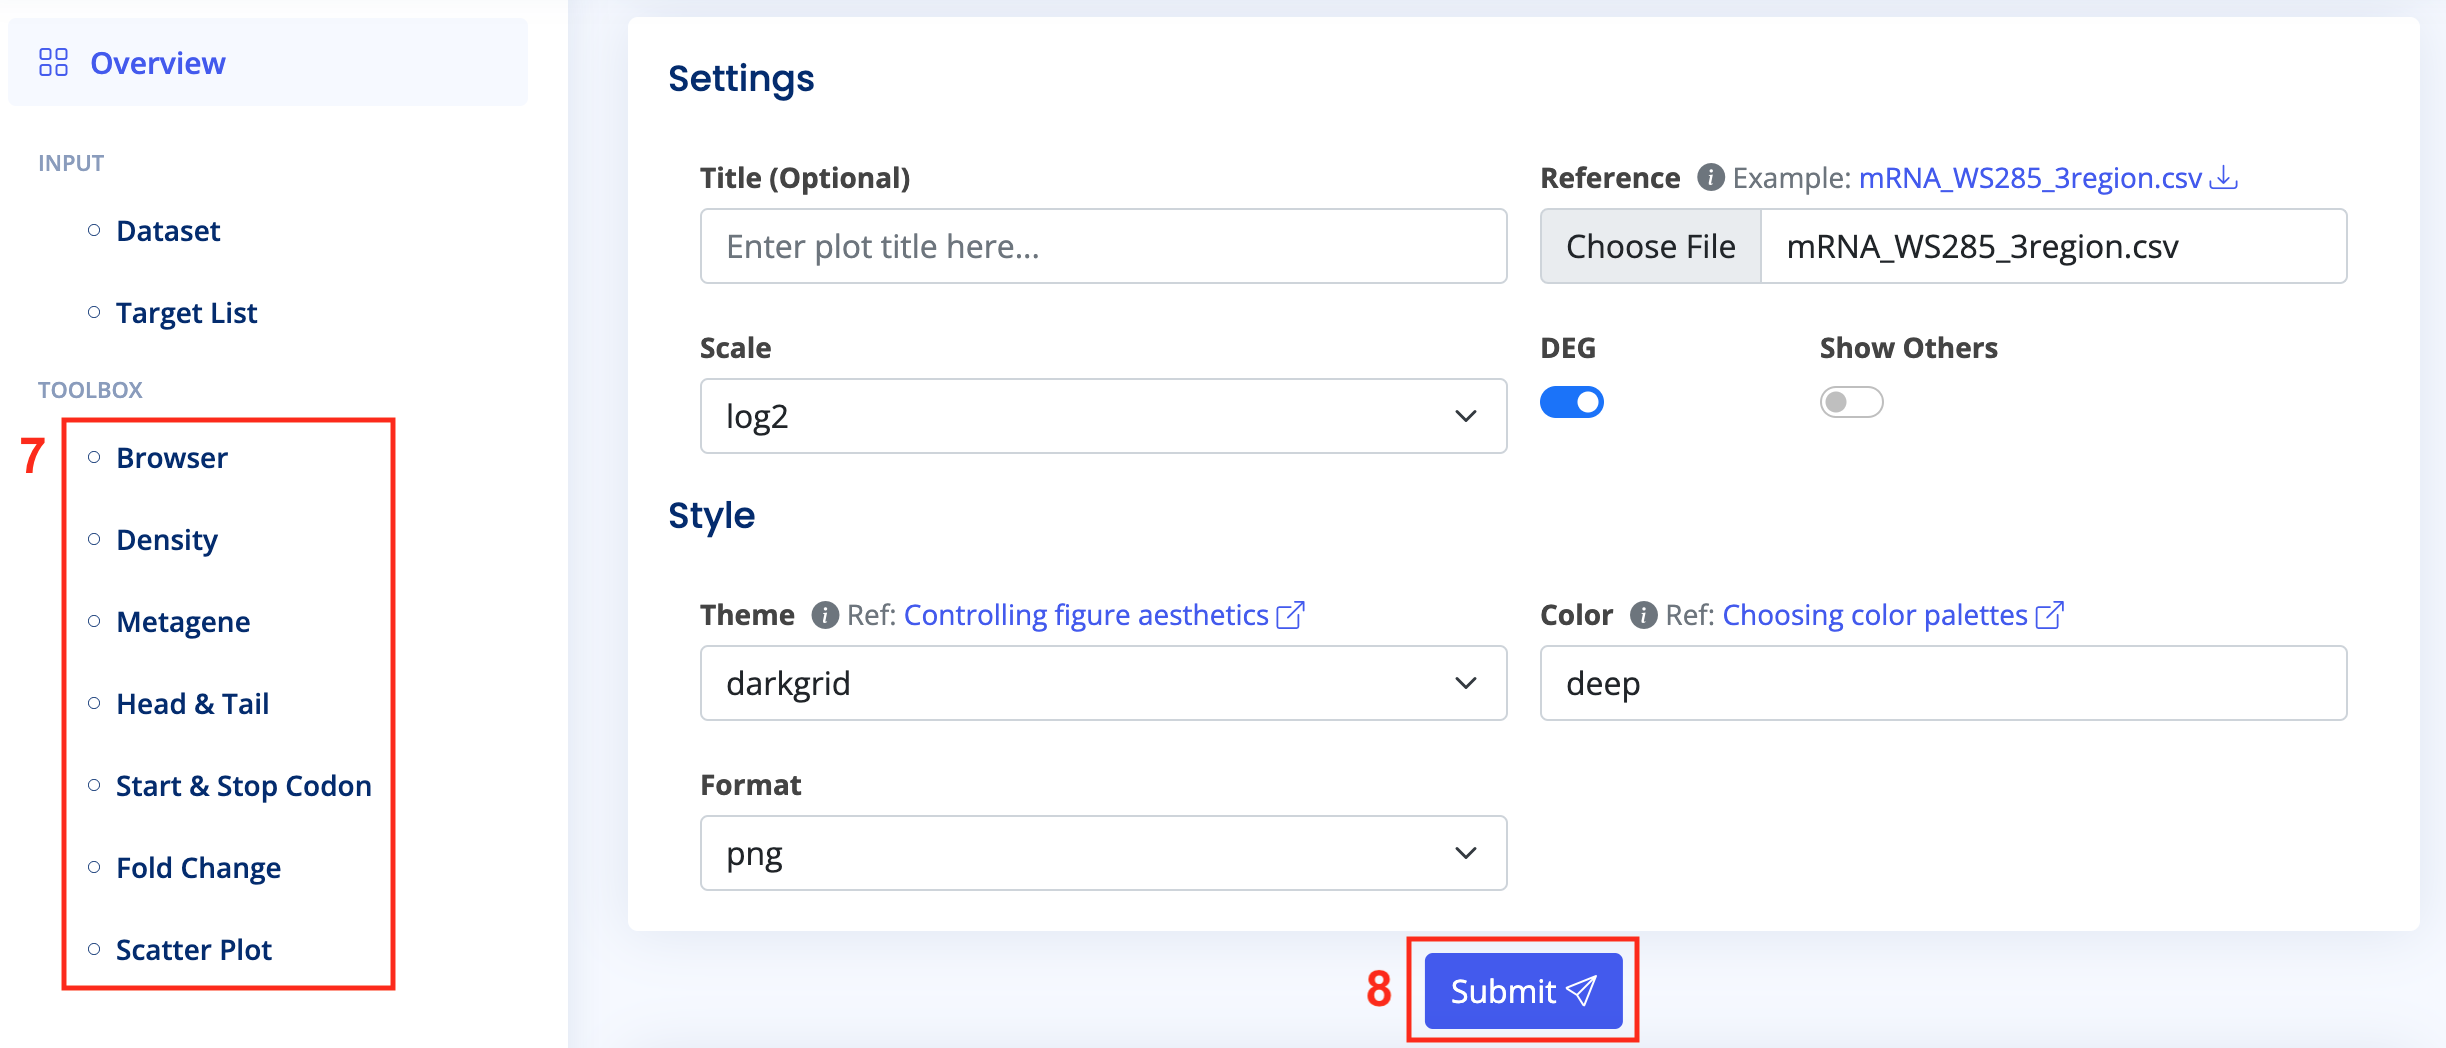 Overview
INPUT
Dataset
Target List
TOOLBOX
7
Browser
Density
Metagene
Head & Tail
Start & Stop Codon
Fold Change
Scatter Plot
Settings
Title (Optional)
Enter plot title here...
Reference i Example: mRNA_WS285_3region.csv
Choose File mRNA_WS285_3region.csv
Scale
log2
DEG
Show Others
Style
Theme i Ref: Controlling figure aesthetics
darkgrid
Color i Ref: Choosing color palettes
deep
Format
png
8
Submit